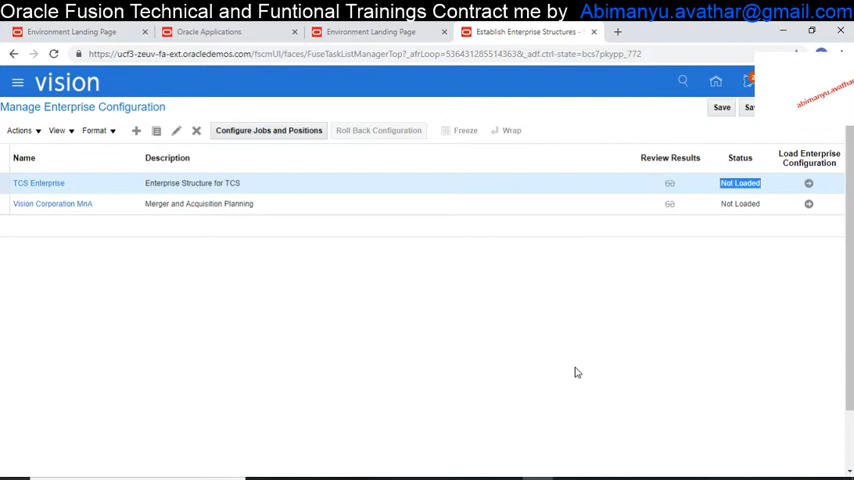 Oracle Fusion Technical and Funtional Trainings Contract me by Abimanyu.avathar@gmail.com
Environment Landing Page
Oracle Applications
Environment Landing Page
Establish Enterprise Structures -
https://ucf3-zeuv-fa-ext.oracledemos.com/fscmUI/faces/FuseTaskListManagerTop?_afrLoop=5364312855143​63&_adf.ctrl-state=bcs7pkypp_772
vision
abimanyu.avathar
Manage Enterprise Configuration
Save
Actions View Format Configure Jobs and Positions Roll Back Configuration Freeze Wrap
Name Description Review Results Status Load Enterprise Configuration
TCS Enterprise Enterprise Structure for TCS Not Loaded
Vision Corporation MnA Merger and Acquisition Planning Not Loaded